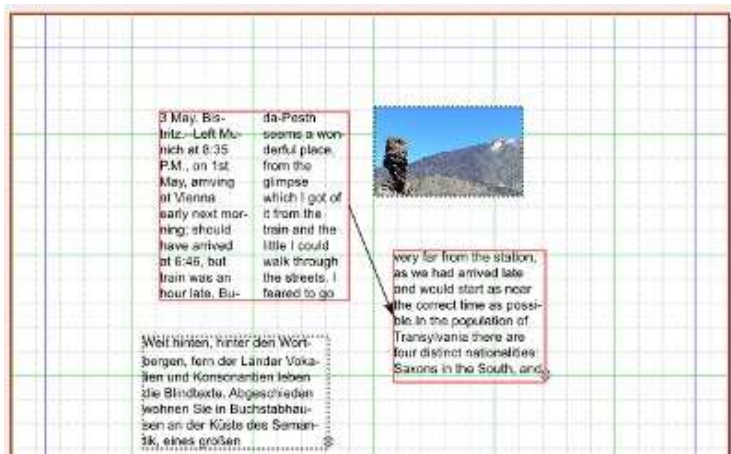 3 May. Bis-
tritz.--Left Mu-
nich at 8:35
P.M., on 1st
May, arriving
at Vienna
early next mor-
ning; should
have arrived
at 6:46, but
train was an
hour late. Bu-
da-Pesth
seems a won-
derful place,
from the
glimpse
which I got of
it from the
train and the
little I could
walk through
the streets. I
feared to go
very far from the station,
as we had arrived late
and would start as near
the correct time as possi-
ble.In the population of
Transylvania there are
four distinct nationalities:
Saxons in the South, and
Weit hinten, hinter den Wort-
bergen, fern der Länder Voka-
lien und Konsonantien leben
die Blindtexte. Abgeschieden
wohnen Sie in Buchstabhau-
sen an der Küste des Seman-
tik, eines großen